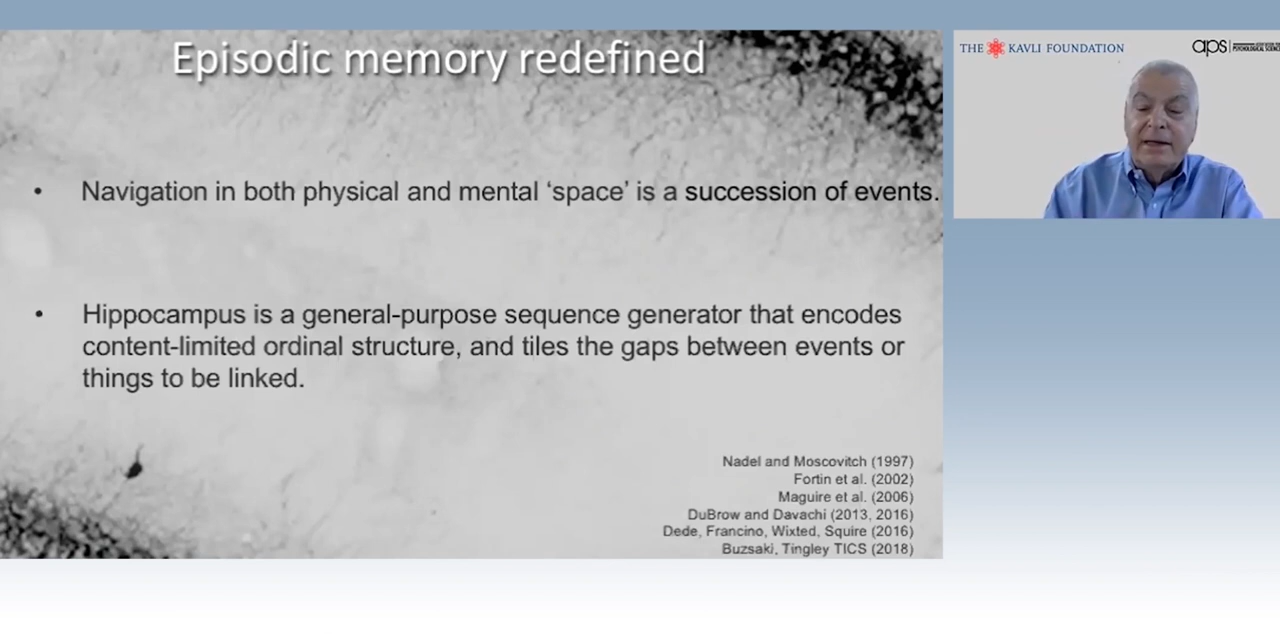 Episodic memory redefined
• Navigation in both physical and mental ‘space’ is a succession of events.
• Hippocampus is a general-purpose sequence generator that encodes
content-limited ordinal structure, and tiles the gaps between events or
things to be linked.
Nadel and Moscovitch (1997)
Fortin et al. (2002)
Maguire et al. (2006)
DuBrow and Davachi (2013, 2016)
Dede, Francino, Wixted, Squire (2016)
Buzsaki, Tingley TICS (2018)
THE KAVLI FOUNDATION
aps